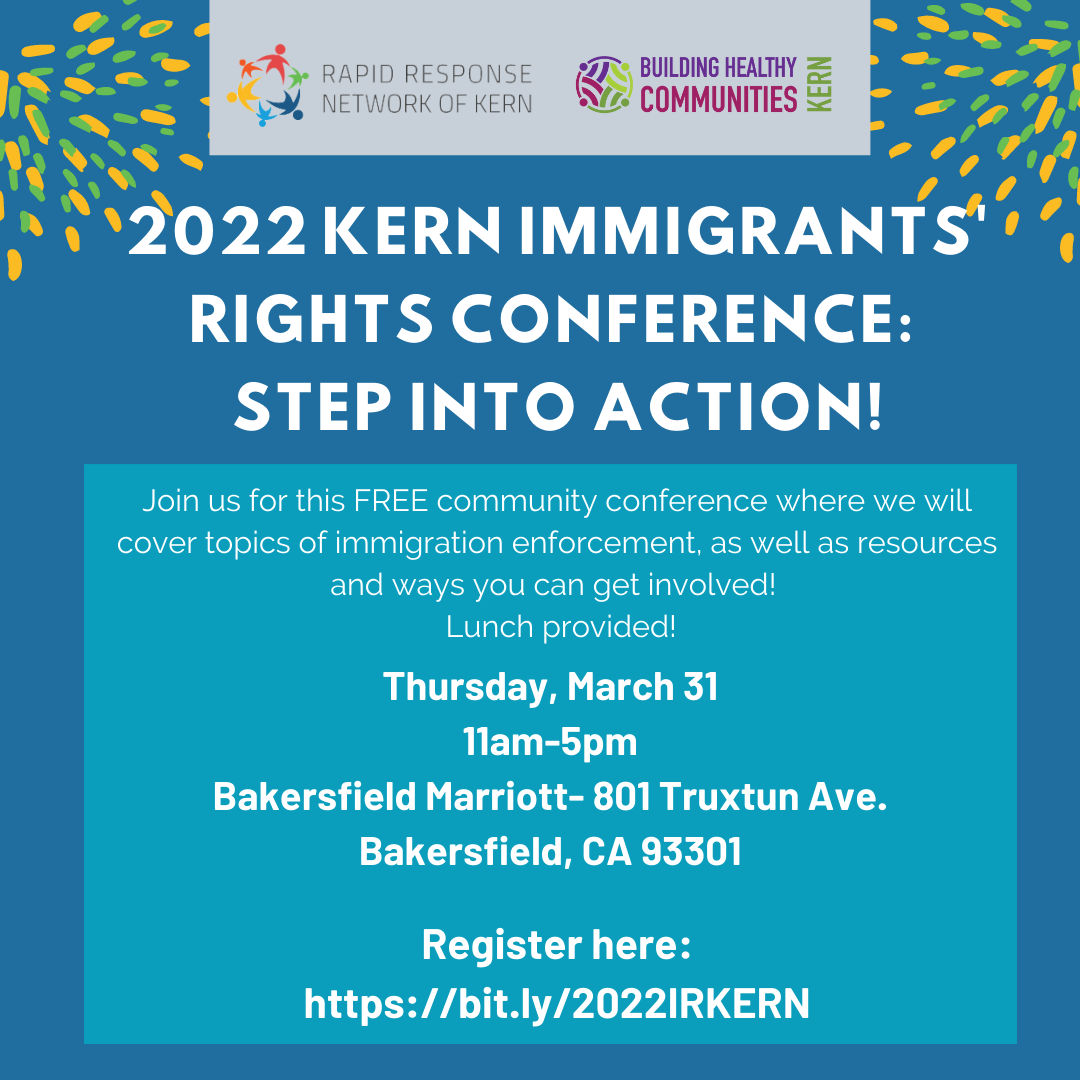 RAPID RESPONSE
NETWORK OF KERN
BUILDING HEALTHY
COMMUNITIES
KERN
2022 KERN IMMIGRANTS'
RIGHTS CONFERENCE:
STEP INTO ACTION!
Join us for this FREE community conference where we will
cover topics of immigration enforcement, as well as resources
and ways you can get involved!
Lunch provided!
Thursday, March 31
11am-5pm
Bakersfield Marriott- 801 Truxtun Ave.
Bakersfield, CA 93301
Register here:
https://bit.ly/2022IRKERN